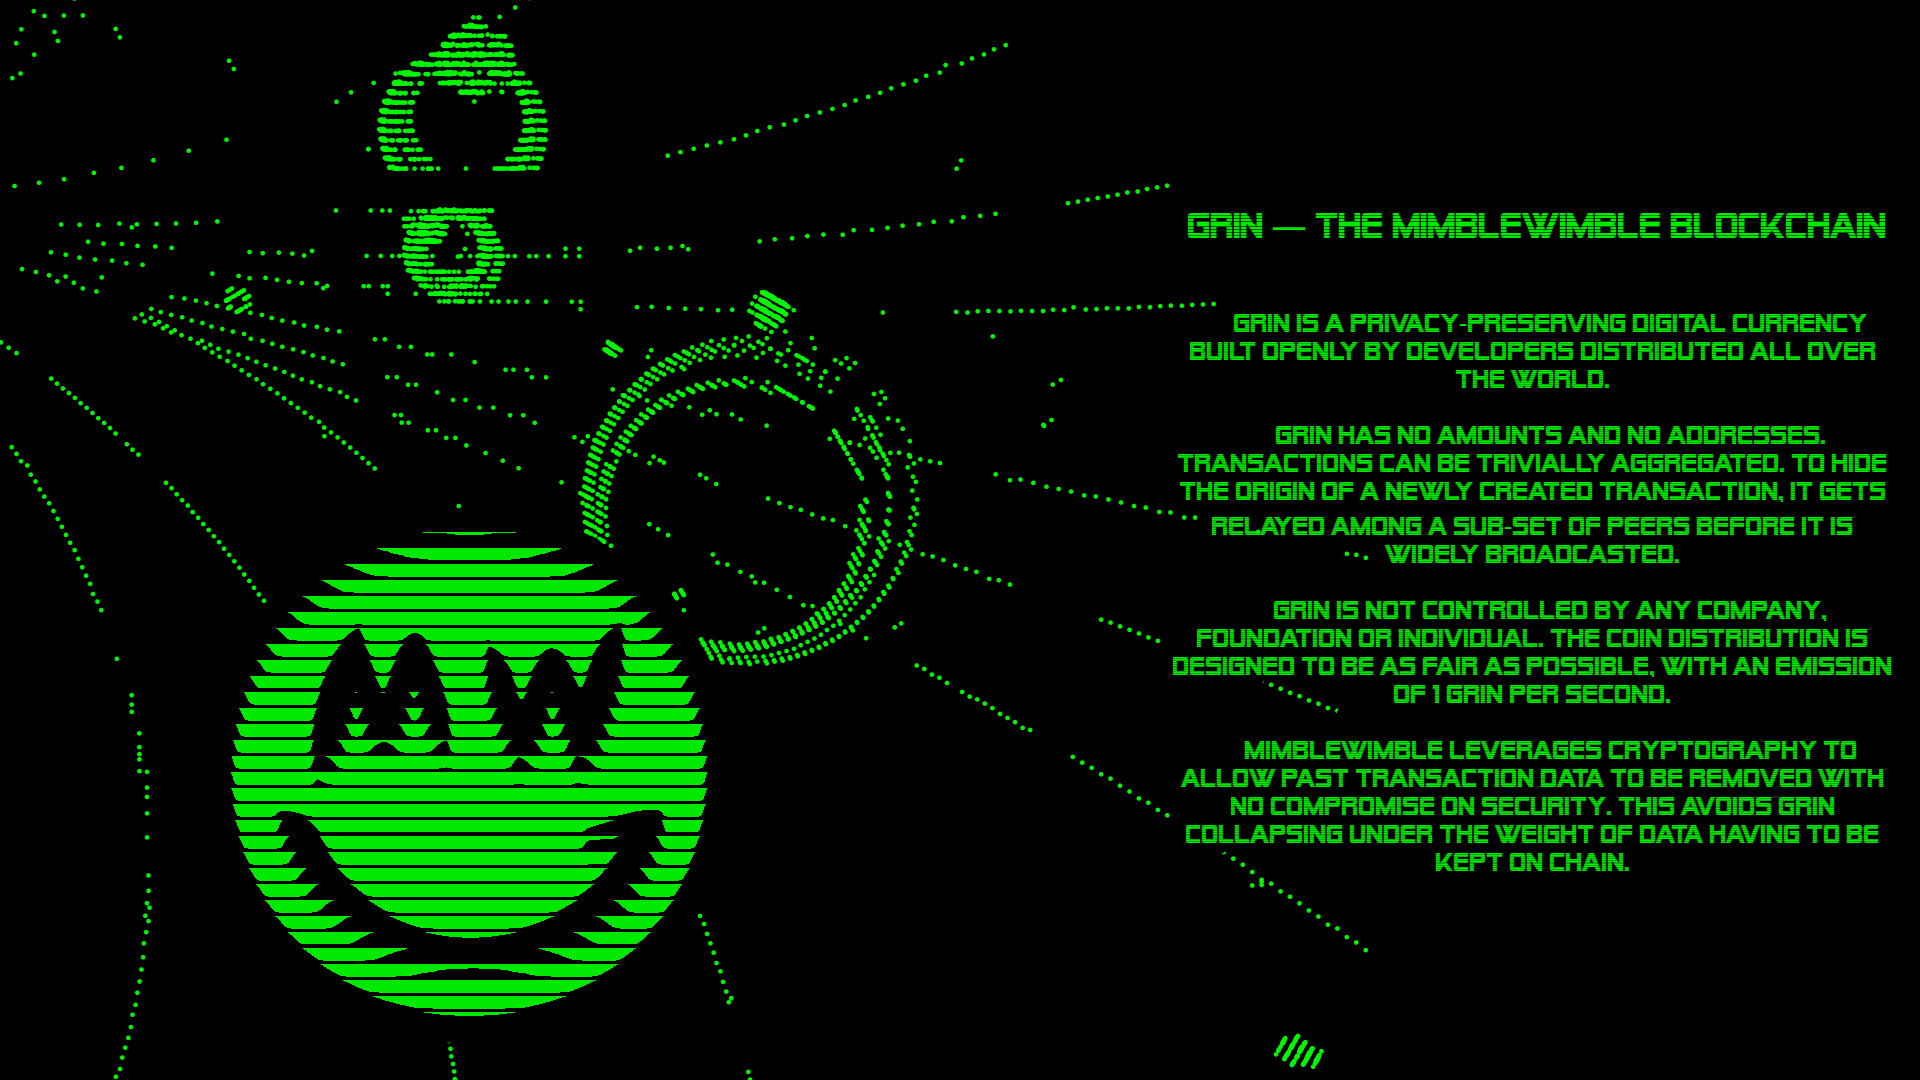 GRIN — THE MIMBLEWIMBLE BLOCKCHAIN
GRIN IS A PRIVACY-PRESERVING DIGITAL CURRENCY
BUILT OPENLY BY DEVELOPERS DISTRIBUTED ALL OVER
THE WORLD.
GRIN HAS NO AMOUNTS AND NO ADDRESSES.
TRANSACTIONS CAN BE TRIVIALLY AGGREGATED. TO HIDE
THE ORIGIN OF A NEWLY CREATED TRANSACTION, IT GETS
RELAYED AMONG A SUB-SET OF PEERS BEFORE IT IS
WIDELY BROADCASTED.
GRIN IS NOT CONTROLLED BY ANY COMPANY,
FOUNDATION OR INDIVIDUAL. THE COIN DISTRIBUTION IS
DESIGNED TO BE AS FAIR AS POSSIBLE, WITH AN EMISSION
OF 1 GRIN PER SECOND.
MIMBLEWIMBLE LEVERAGES CRYPTOGRAPHY TO
ALLOW PAST TRANSACTION DATA TO BE REMOVED WITH
NO COMPROMISE ON SECURITY. THIS AVOIDS GRIN
COLLAPSING UNDER THE WEIGHT OF DATA HAVING TO BE
KEPT ON CHAIN.